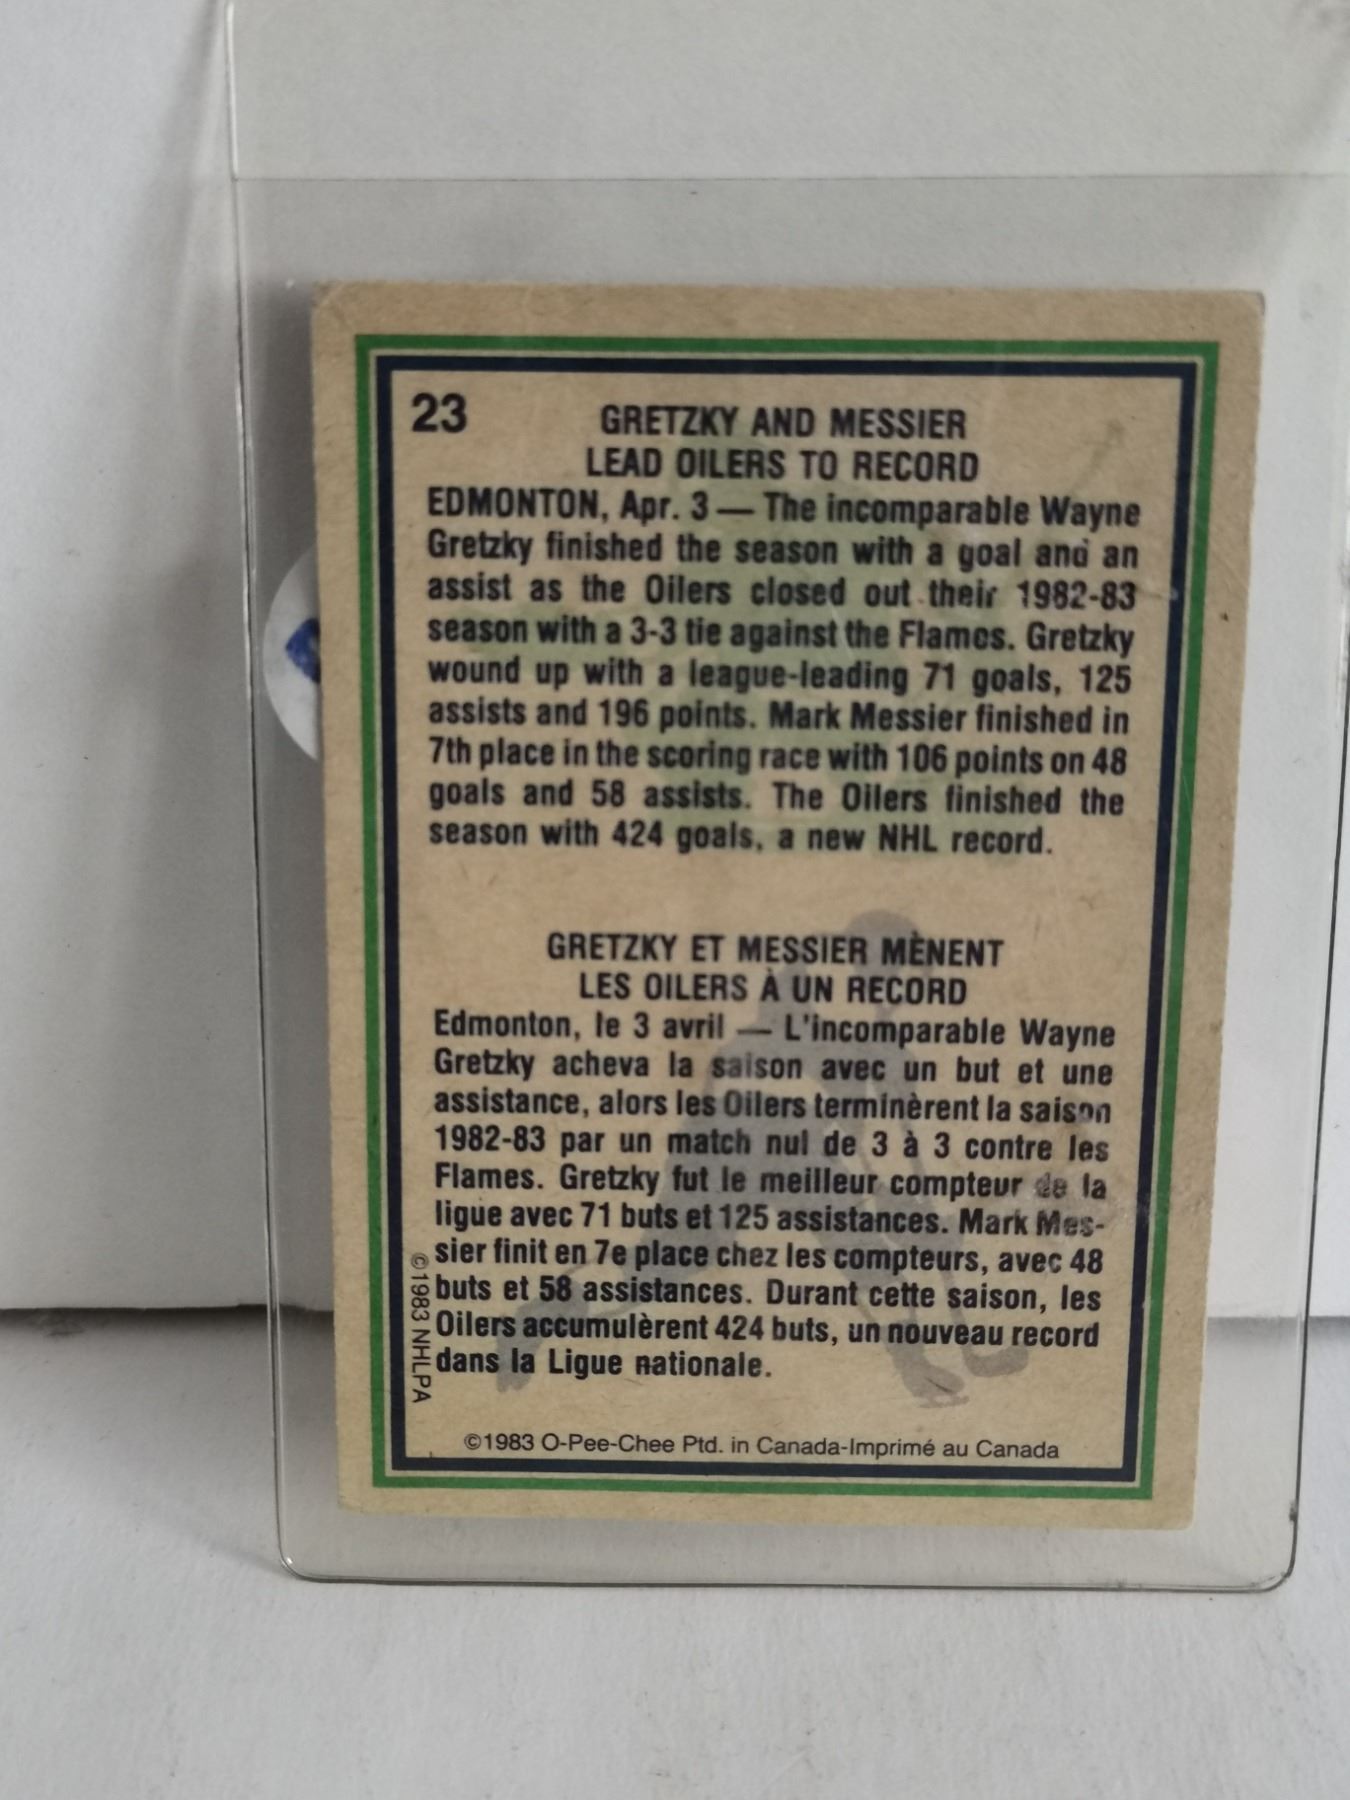 23
GRETZKY AND MESSIER
LEAD OILERS TO RECORD
EDMONTON, Apr. 3 — The incomparable Wayne
Gretzky finished the season with a goal and an
assist as the Oilers closed out their 1982-83
season with a 3-3 tie against the Flames. Gretzky
wound up with a league-leading 71 goals, 125
assists and 196 points. Mark Messier finished in
7th place in the scoring race with 106 points on 48
goals and 58 assists. The Oilers finished the
season with 424 goals, a new NHL record.
GRETZKY ET MESSIER MÈNENT
LES OILERS À UN RECORD
Edmonton, le 3 avril — L'incomparable Wayne
Gretzky acheva la saison avec un but et une
assistance, alors les Oilers terminèrent la saison
1982-83 par un match nul de 3 à 3 contre les
Flames. Gretzky fut le meilleur compteur de la
ligue avec 71 buts et 125 assistances. Mark Mes-
sier finit en 7e place chez les compteurs, avec 48
buts et 58 assistances. Durant cette saison, les
Oilers accumulèrent 424 buts, un nouveau record
dans la Ligue nationale.
©1983 NHLPA
©1983 O-Pee-Chee Ptd. in Canada-Imprimé au Canada